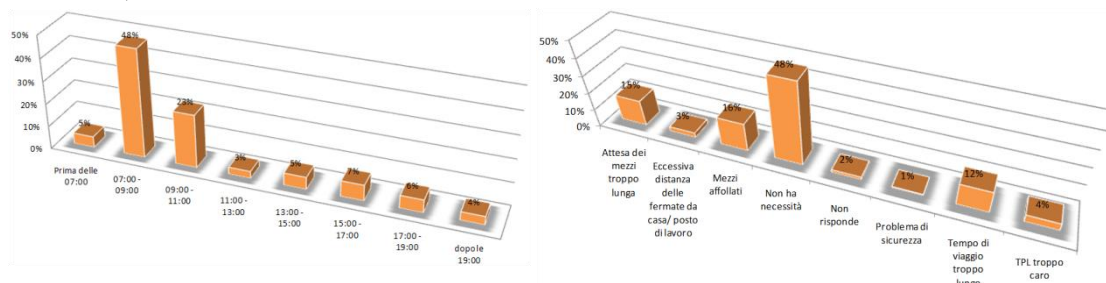 50%
40%
30%
20%
10%
0%
5%
48%
23%
3%
5%
7%
6%
4%
Prima delle
07:00
07:00 -
09:00
09:00 -
11:00
11:00 -
13:00
13:00 -
15:00
15:00 -
17:00
17:00 -
19:00
dopo le
19:00
50%
40%
30%
20%
10%
0%
15%
3%
16%
48%
2%
1%
12%
4%
Attesa dei
mezzi
troppo
lunga
Eccessiva
distanza
delle
fermate da
casa/ posto
di lavoro
Mezzi
affollati
Non ha
necessità
Non
risponde
Problema di
sicurezza
Tempo di
viaggio
troppo
lungo
TPL troppo
caro